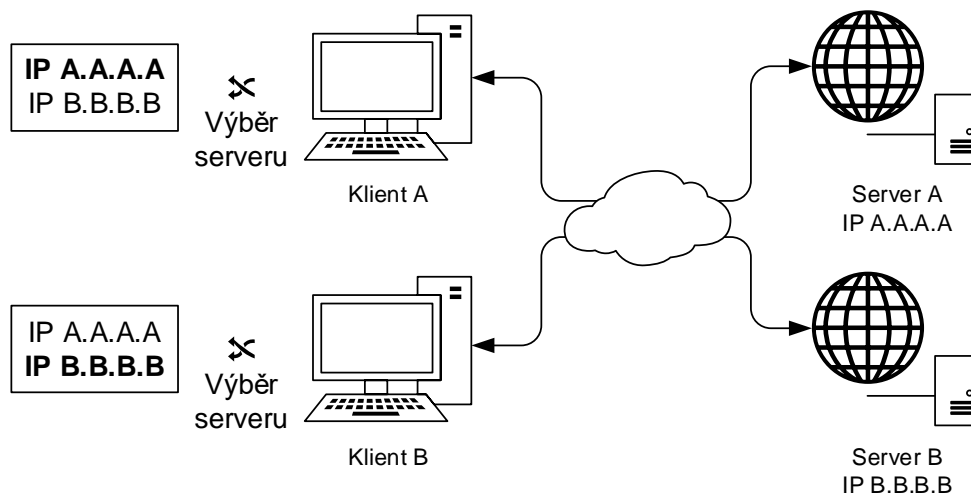 IP A.A.A.A
IP B.B.B.B
Výběr
serveru
Klient A
Server A
IP A.A.A.A
IP A.A.A.A
IP B.B.B.B
Výběr
serveru
Klient B
Server B
IP B.B.B.B